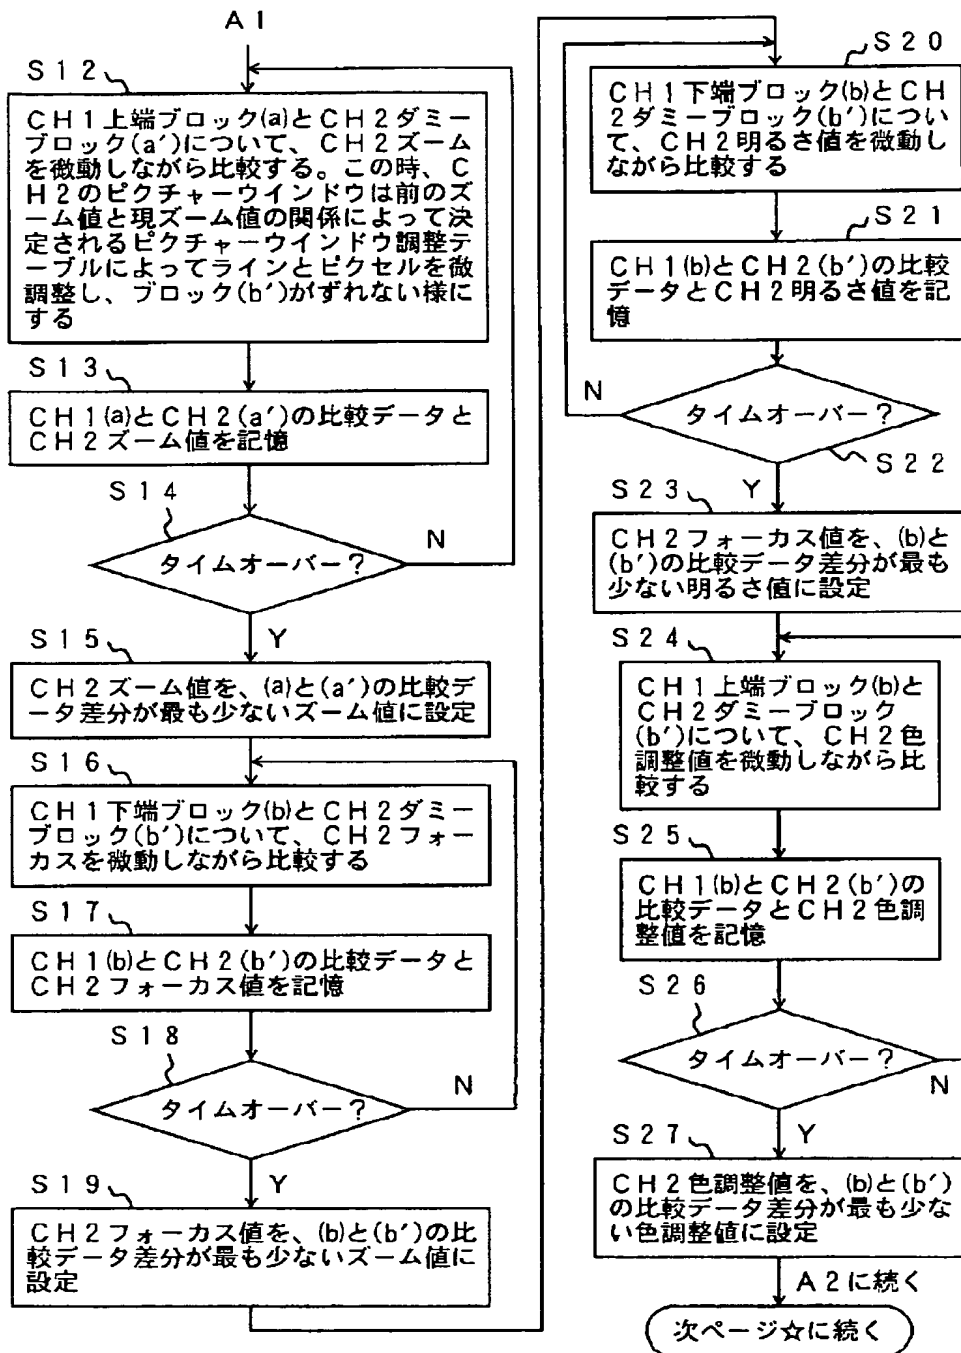 A1
S12
CH1上端ブロック(a)とCH2ダミー
ブロック(a′)について、CH2ズーム
を微動しながら比較する。この時、C
H2のピクチャーウインドウは前のズ
ーム値と現ズーム値の関係によって決
定されるピクチャーウインドウ調整テ
ーブルによってラインとピクセルを微
調整し、ブロック(b′)がずれない様に
する
S13
CH1(a)とCH2(a′)の比較データと
CH2ズーム値を記憶
S14
タイムオーバー?
N
Y
S15
CH2ズーム値を、(a)と(a′)の比較デ
ータ差分が最も少ないズーム値に設定
S16
CH1下端ブロック(b)とCH2ダミー
ブロック(b′)について、CH2フォー
カスを微動しながら比較する
S17
CH1(b)とCH2(b′)の比較データと
CH2フォーカス値を記憶
S18
タイムオーバー?
N
Y
S19
CH2フォーカス値を、(b)と(b′)の比
較データ差分が最も少ないズーム値に
設定
S20
CH1下端ブロック(b)とCH
2ダミーブロック(b′)につい
て、CH2明るさ値を微動し
ながら比較する
S21
CH1(b)とCH2(b′)の比較
データとCH2明るさ値を記
憶
N
タイムオーバー?
S22
Y
S23
CH2フォーカス値を、(b)と
(b′)の比較データ差分が最も
少ない明るさ値に設定
S24
CH1上端ブロック(b)と
CH2ダミーブロック
(b′)について、CH2色
調整値を微動しながら比
較する
S25
CH1(b)とCH2(b′)の
比較データとCH2色調
整値を記憶
S26
タイムオーバー?
N
Y
S27
CH2色調整値を、(b)と(b′)
の比較データ差分が最も少な
い色調整値に設定
A2に続く
次ページ☆に続く